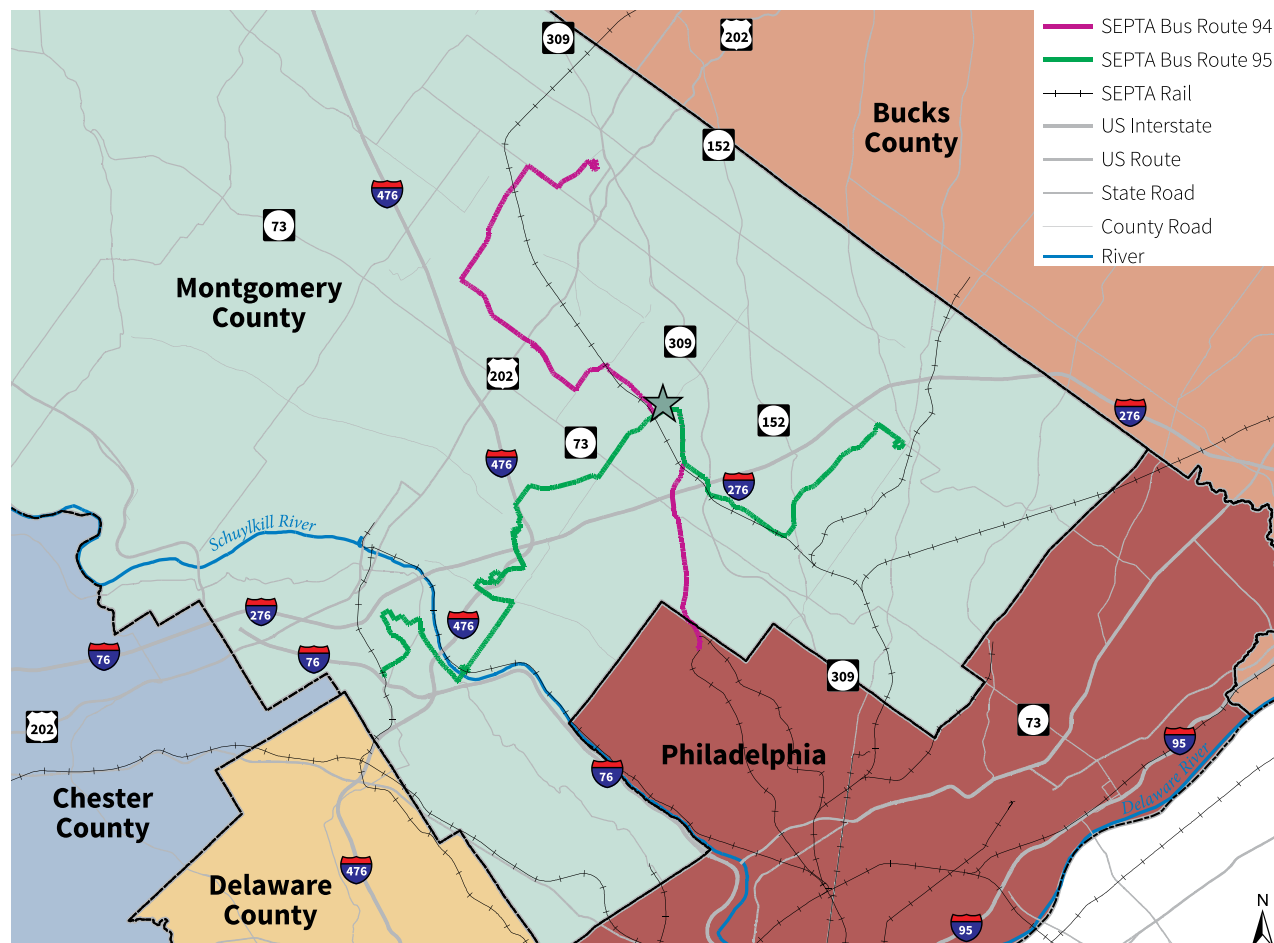 SEPTA Bus Route 94
SEPTA Bus Route 95
SEPTA Rail
US Interstate
US Route
State Road
County Road
River
309
202
Bucks
County
152
476
73
Montgomery
County
309
202
276
152
73
476
276
Schuylkill River
276
476
76
76
309
73
202
Philadelphia
95
76
Delaware River
Chester
County
476
Delaware
County
N
95